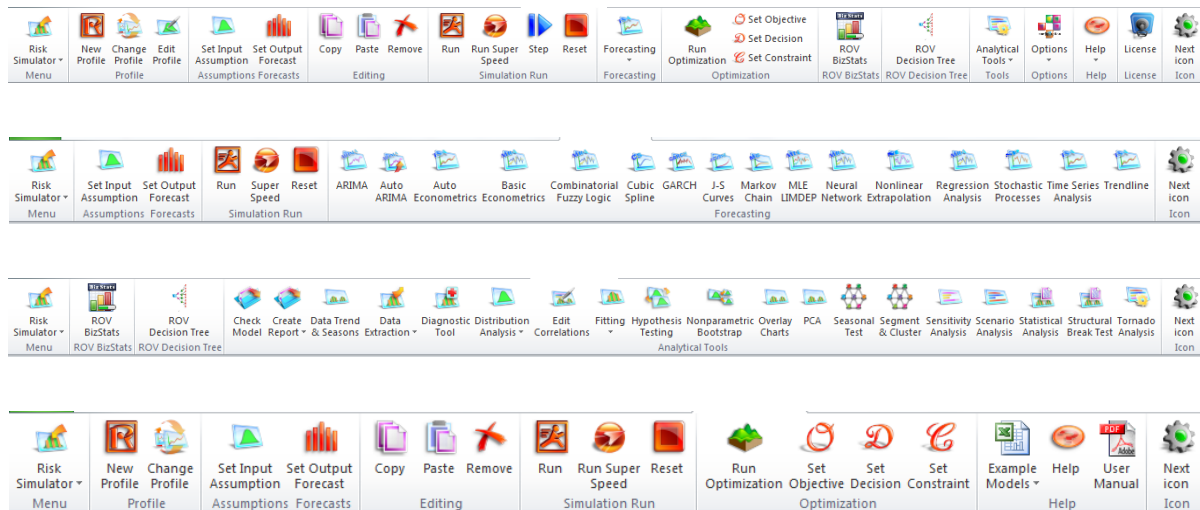 Risk Simulator
New Profile
Change Profile
Edit Profile
Set Input Assumption
Set Output Forecast
Copy
Paste
Remove
Run
Run Super Speed
Step
Reset
Forecasting
Run Optimization
Set Objective
Set Decision
Set Constraint
Biz Stats
ROV BizStats
ROV Decision Tree
Analytical Tools
Options
Help
License
Next icon
Menu
Profile
Assumptions
Forecasts
Editing
Simulation Run
Forecasting
Optimization
ROV BizStats
ROV Decision Tree
Tools
Options
Help
License
Icon
Risk Simulator
Set Input Assumption
Set Output Forecast
Run
Super Speed
Reset
ARIMA
Auto ARIMA
Auto Econometrics
Basic Econometrics
Combinatorial Fuzzy Logic
Cubic Spline
GARCH
J-S Curves
Markov Chain
MLE LIMDEP
Neural Network
Nonlinear Extrapolation
Regression Analysis
Stochastic Processes
Time Series Analysis
Trendline
Next icon
Menu
Assumptions
Forecasts
Simulation Run
Forecasting
Icon
Risk Simulator
Biz Stats
ROV BizStats
ROV Decision Tree
Check Model
Create Report
Data Trend & Seasons
Data Extraction
Diagnostic Tool
Distribution Analysis
Edit Correlations
Fitting
Hypothesis Testing
Nonparametric Bootstrap
Overlay Charts
PCA
Seasonal Test
Segment & Cluster
Sensitivity Analysis
Scenario Analysis
Statistical Analysis
Structural Break Test
Tornado Analysis
Next icon
Menu
ROV BizStats
ROV Decision Tree
Analytical Tools
Icon
Risk Simulator
New Profile
Change Profile
Set Input Assumption
Set Output Forecast
Copy
Paste
Remove
Run
Run Super Speed
Reset
Run Optimization
Set Objective
Set Decision
Set Constraint
Example Models
Help
PDF
Adobe
User Manual
Next icon
Menu
Profile
Assumptions
Forecasts
Editing
Simulation Run
Optimization
Help
Icon